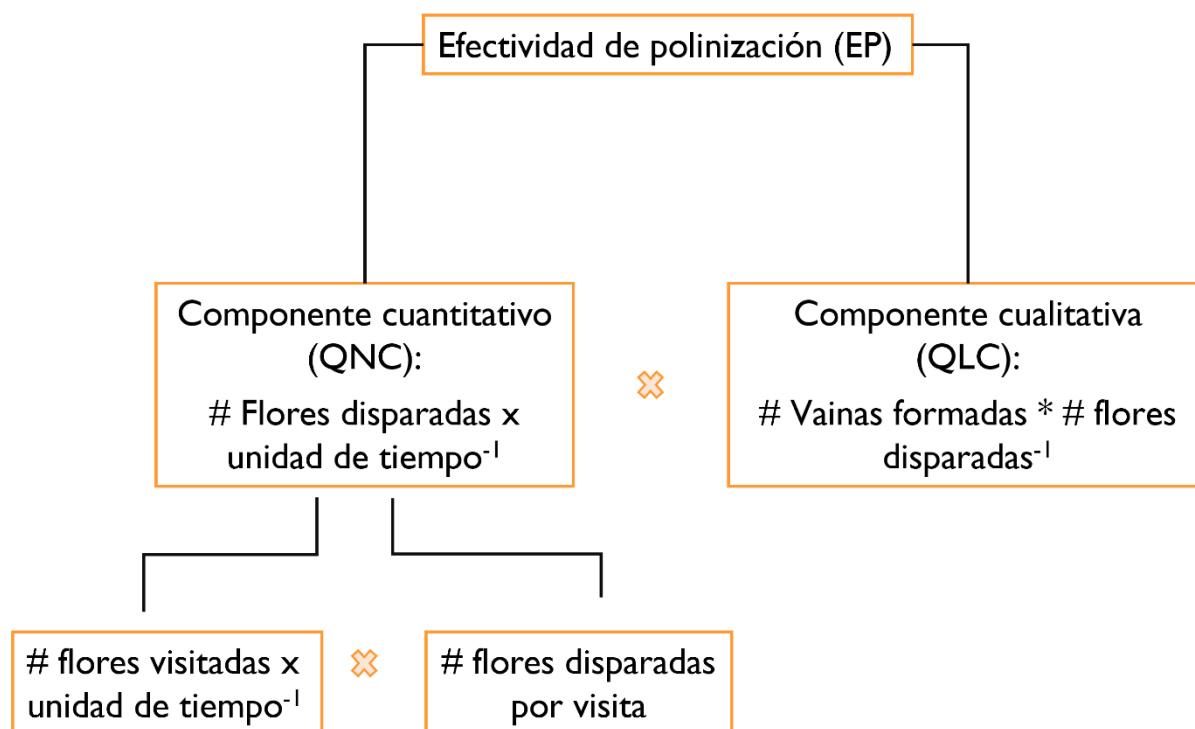 Efectividad de polinización (EP)
Componente cuantitativo
(QNC):
# Flores disparadas x
unidad de tiempo⁻¹
Componente cualitativa
(QLC):
# Vainas formadas * # flores
disparadas⁻¹
# flores visitadas x
unidad de tiempo⁻¹
# flores disparadas
por visita